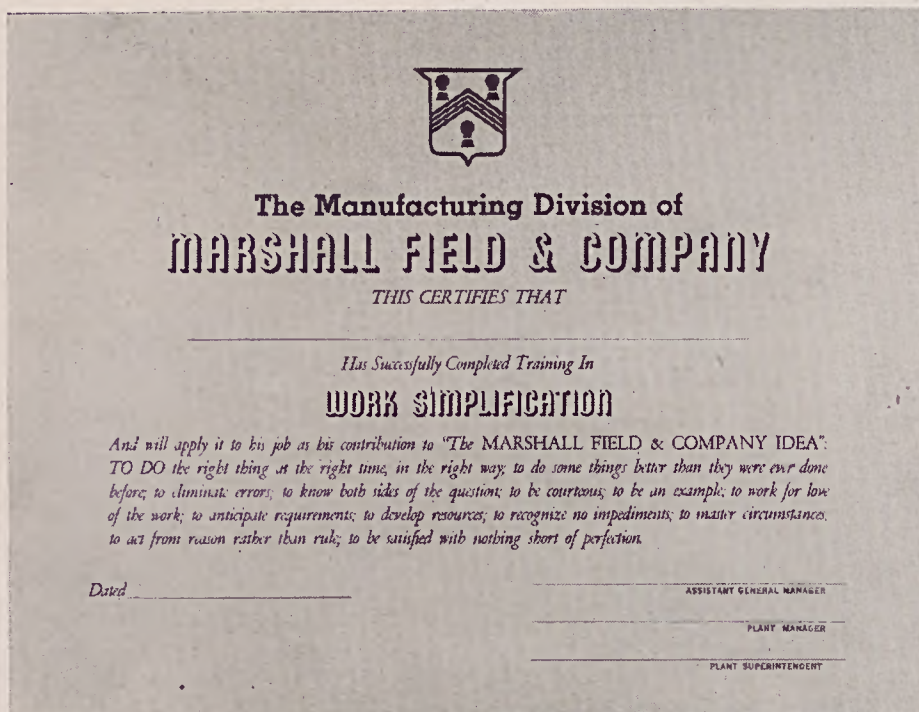 The Manufacturing Division of
MARSHALL FIELD & COMPANY
THIS CERTIFIES THAT
Has Successfully Completed Training In
WORK SIMPLIFICATION
And will apply it to his job as his contribution to "The MARSHALL FIELD & COMPANY IDEA":
TO DO the right thing at the right time, in the right way; to do some things better than they were ever done
before; to eliminate errors; to know both sides of the question; to be courteous; to be an example; to work for love
of the work; to anticipate requirements; to develop resources; to recognize no impediments; to master circumstances;
to act from reason rather than rule; to be satisfied with nothing short of perfection.
Dated
ASSISTANT GENERAL MANAGER
PLANT MANAGER
PLANT SUPERINTENDENT